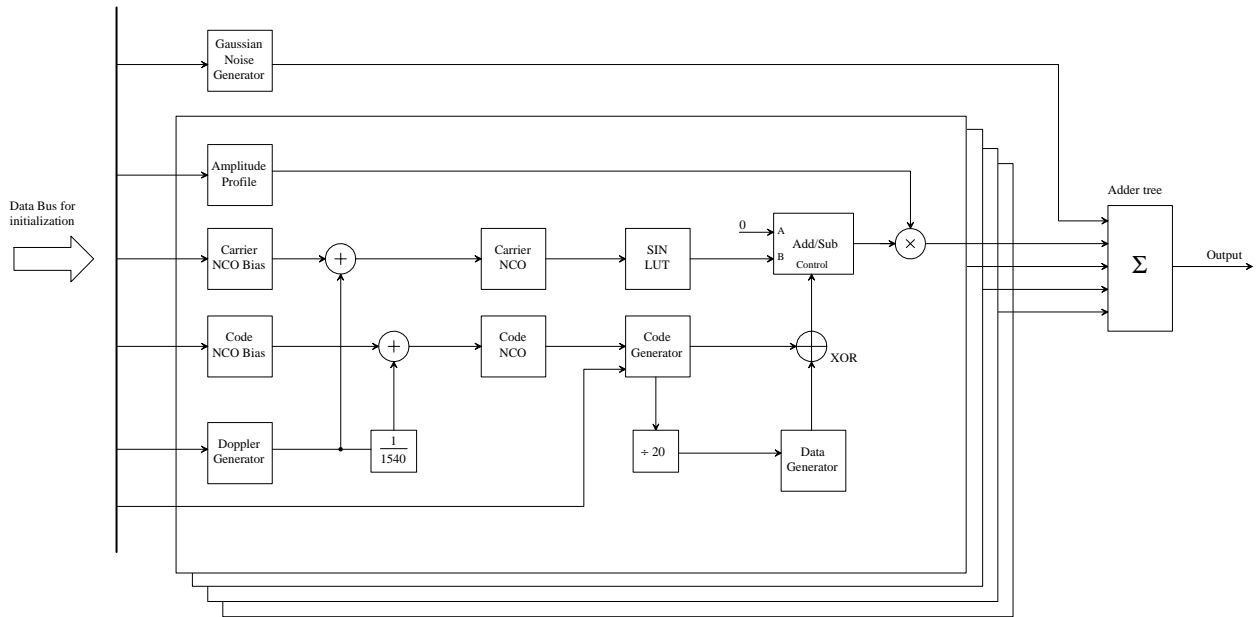 Gaussian
Noise
Generator
Amplitude
Profile
Adder tree
Data Bus for
initialization
0
A
B
Add/Sub
Control
×
Carrier
NCO Bias
+
Carrier
NCO
SIN
LUT
Σ
Output
Code
NCO Bias
+
Code
NCO
Code
Generator
XOR
Doppler
Generator
1
1540
÷ 20
Data
Generator